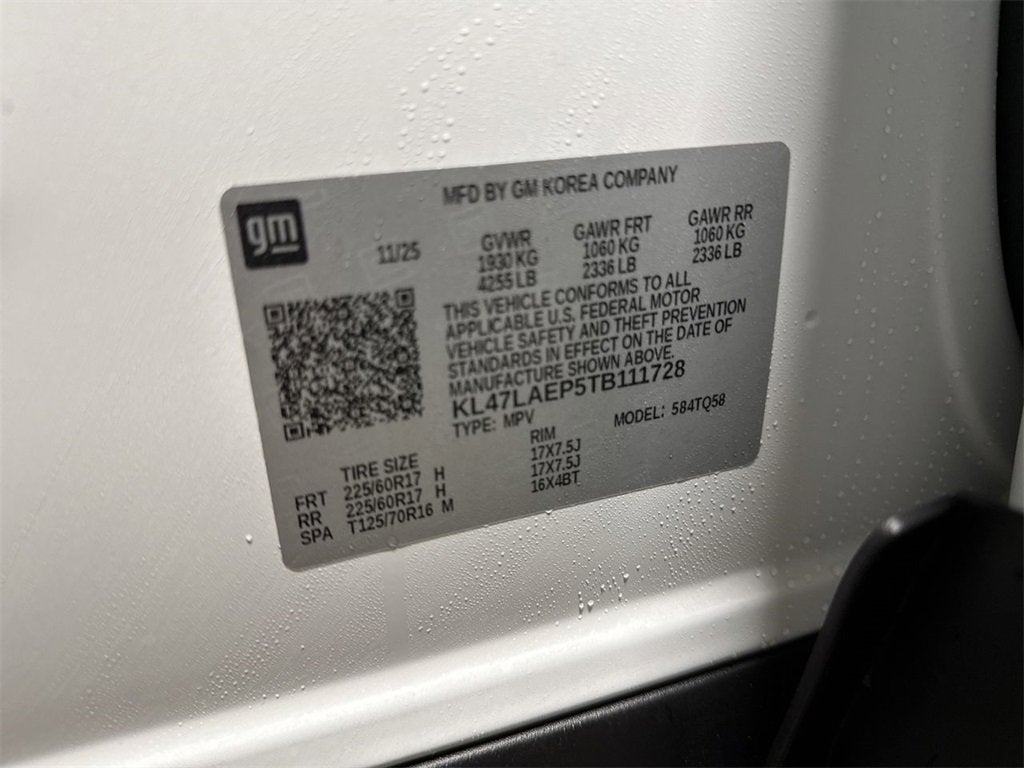 gm
MFD BY GM KOREA COMPANY
11/25
GVWR
1930 KG
4255 LB
GAWR FRT
1060 KG
2336 LB
GAWR RR
1060 KG
2336 LB
THIS VEHICLE CONFORMS TO ALL
APPLICABLE U.S. FEDERAL MOTOR
VEHICLE SAFETY AND THEFT PREVENTION
STANDARDS IN EFFECT ON THE DATE OF
MANUFACTURE SHOWN ABOVE.
KL47LAEP5TB111728
TYPE: MPV
MODEL: 584TQ58
TIRE SIZE RIM
FRT 225/60R17 H 17X7.5J
RR 225/60R17 H 17X7.5J
SPA T125/70R16 M 16X4BT